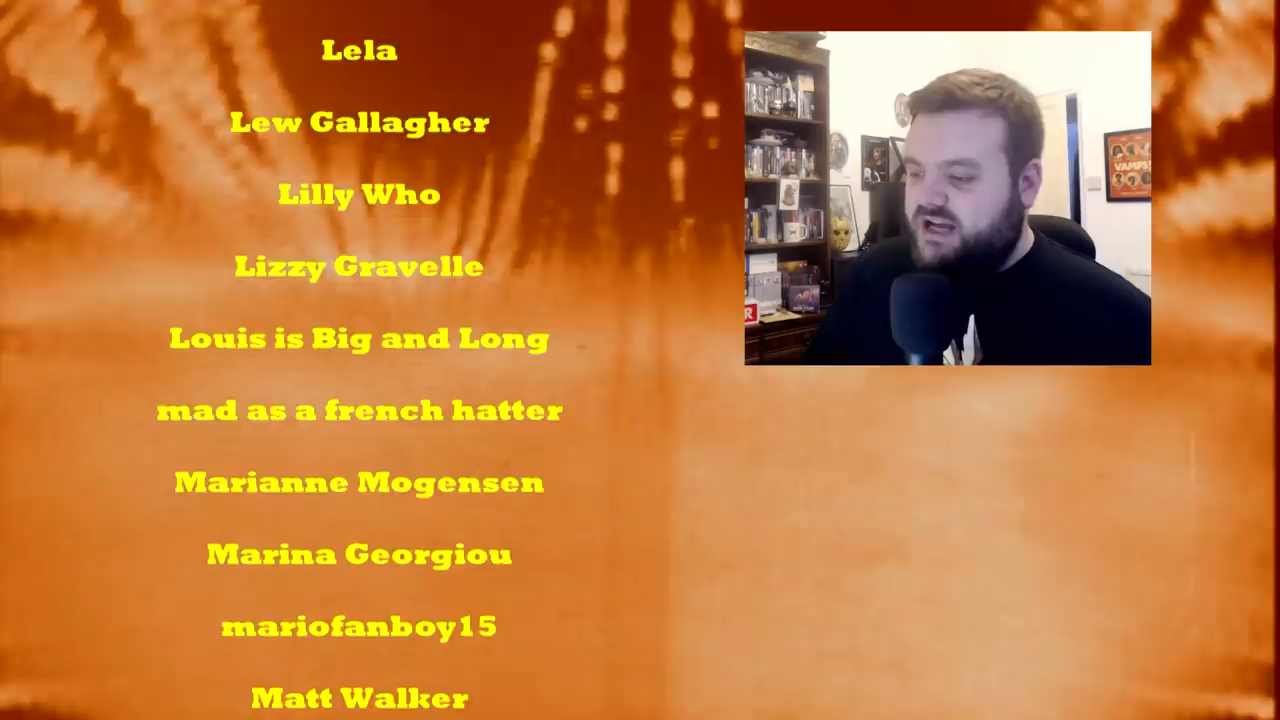 Lela
Lew Gallagher
Lilly Who
Lizzy Gravelle
Louis is Big and Long
mad as a french hatter
Marianne Mogensen
Marina Georgiou
mariofanboy15
Matt Walker
VAMPS
R